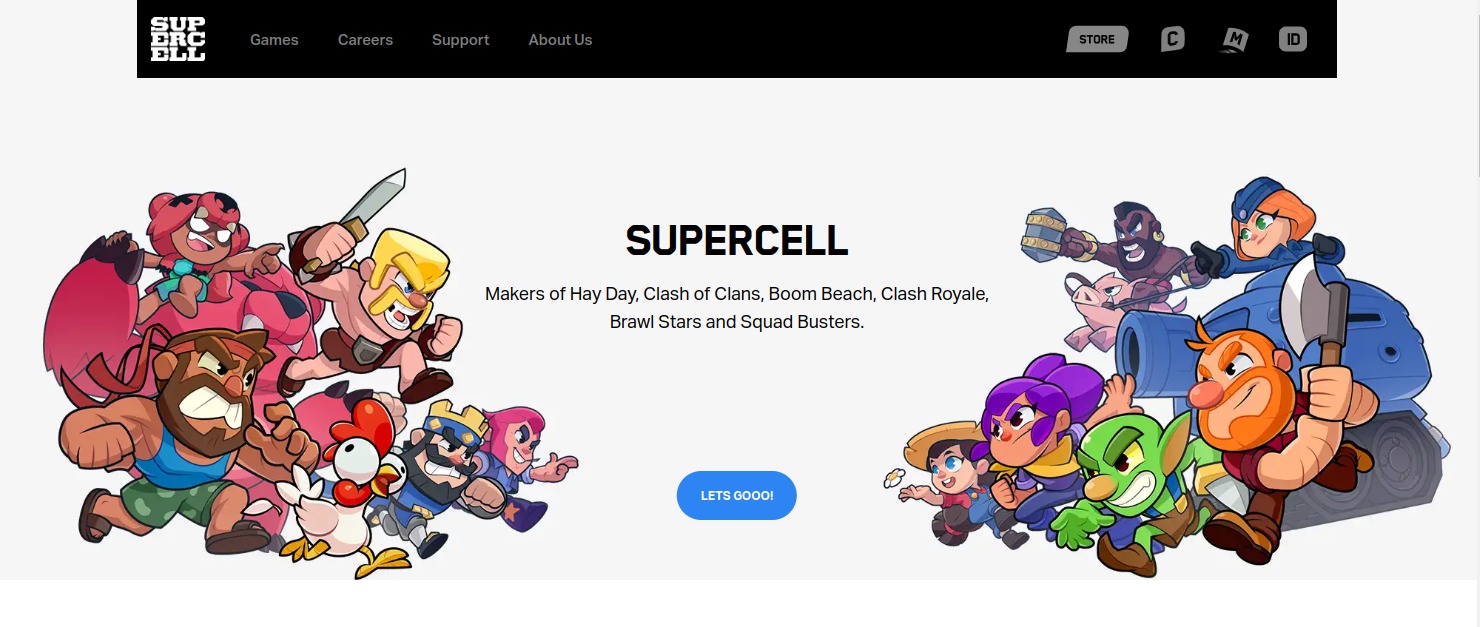 SUP
ERC
ELL
Games
Careers
Support
About Us
STORE
C
M
ID
SUPERCELL
Makers of Hay Day, Clash of Clans, Boom Beach, Clash Royale,
Brawl Stars and Squad Busters.
LETS GOOO!